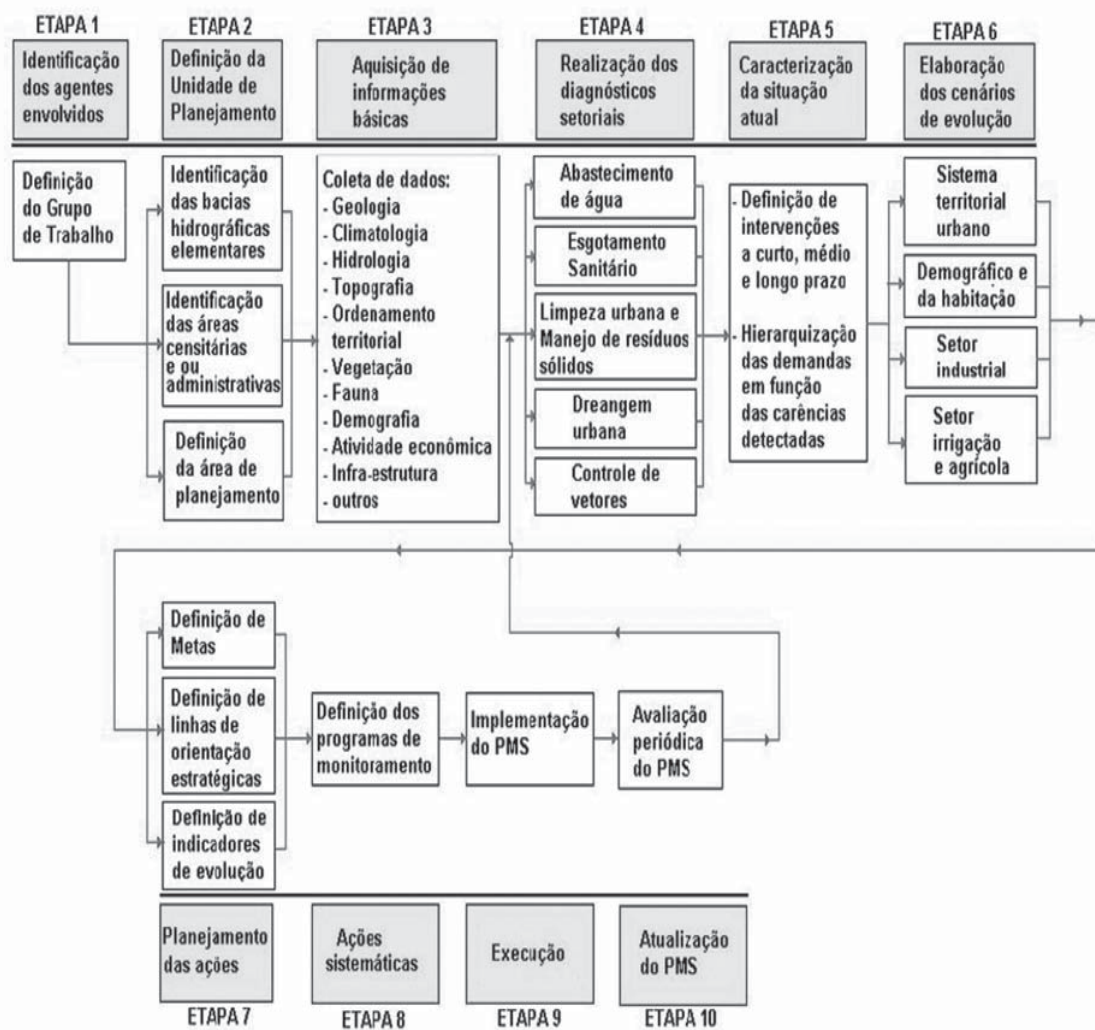 ETAPA 1
Identificação
dos agentes
envolvidos
ETAPA 2
Definição da
Unidade de
Planejamento
ETAPA 3
Aquisição de
informações
básicas
ETAPA 4
Realização dos
diagnósticos
setoriais
ETAPA 5
Caracterização
da situação
atual
ETAPA 6
Elaboração
dos cenários
de evolução
Definição
do Grupo
de Trabalho
Identificação
das bacias
hidrográficas
elementares
Identificação
das áreas
censitárias
e ou
administrativas
Definição
da área de
planejamento
Coleta de dados:
- Geologia
- Climatologia
- Hidrologia
- Topografia
- Ordenamento
territorial
- Vegetação
- Fauna
- Demografia
- Atividade econômica
- Infra-estrutura
- outros
Abastecimento
de água
Esgotamento
Sanitário
Limpeza urbana e
Manejo de resíduos
sólidos
Dreangem
urbana
Controle de
vetores
- Definição de
intervenções
a curto, médio
e longo prazo
- Hierarquização
das demandas
em função
das carências
detectadas
Sistema
territorial
urbano
Demográfico e
da habitação
Setor
industrial
Setor
irrigação
e agrícola
Definição de
Metas
Definição de
linhas de
orientação
estratégicas
Definição de
indicadores
de evolução
Definição dos
programas de
monitoramento
Implementação
do PMS
Avaliação
periódica
do PMS
Planejamento
das ações
ETAPA 7
Ações
sistemáticas
ETAPA 8
Execução
ETAPA 9
Atualização
do PMS
ETAPA 10